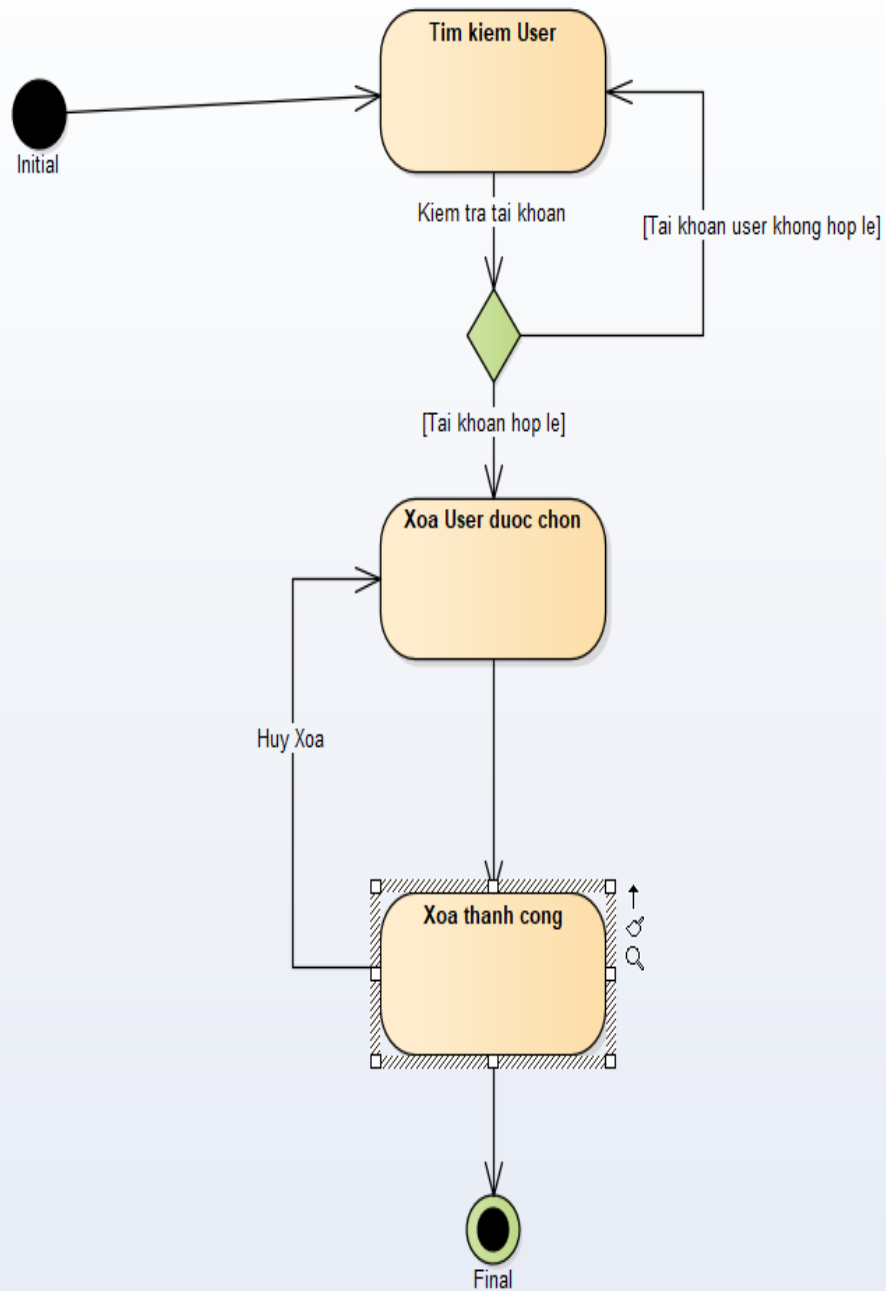 Tim kiem User
Initial
Kiem tra tai khoan
[Tai khoan user khong hop le]
[Tai khoan hop le]
Xoa User duoc chon
Huy Xoa
Xoa thanh cong
Final